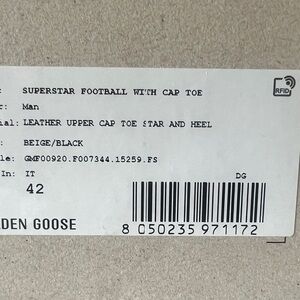 : SUPERSTAR FOOTBALL WITH CAP TOE
RFID
r: Man
ial: LEATHER UPPER CAP TOE STAR AND HEEL
: BEIGE/BLACK
le: GMF00920.F007344.15259.FS
In: IT DG
42
DEN GOOSE
8 050235 971172